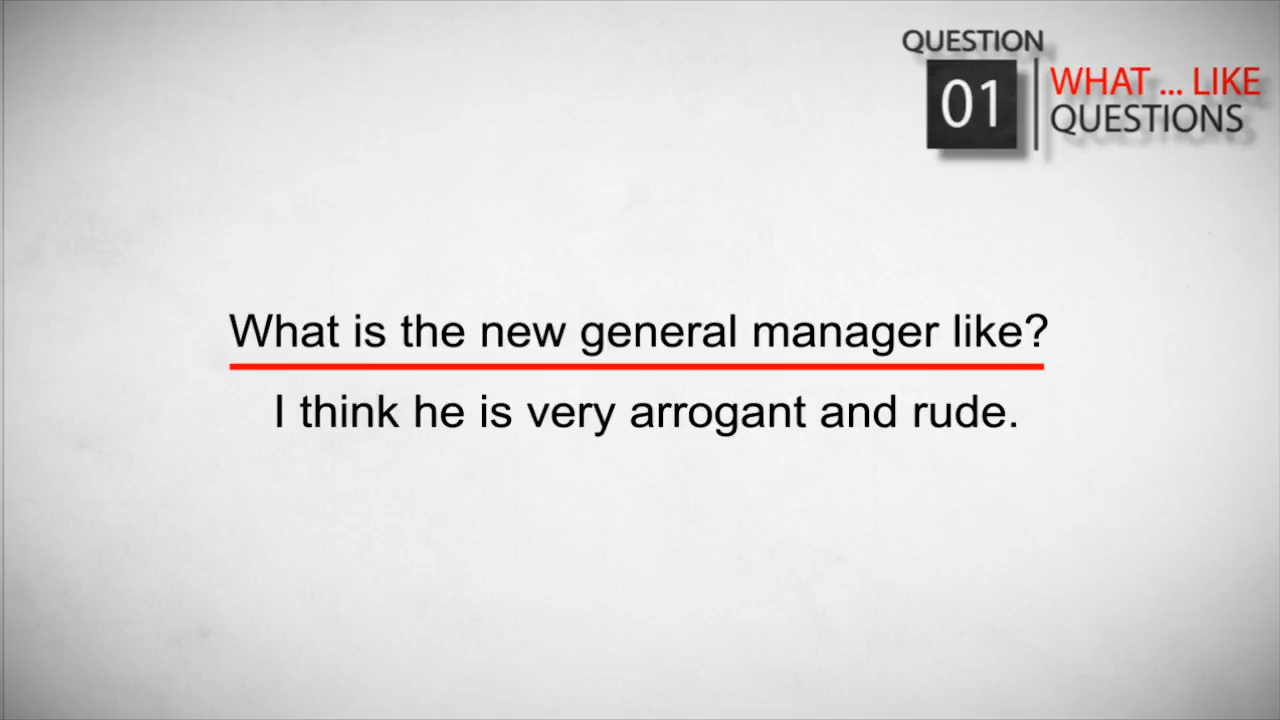 QUESTION
01
WHAT ... LIKE
QUESTIONS
What is the new general manager like?
I think he is very arrogant and rude.